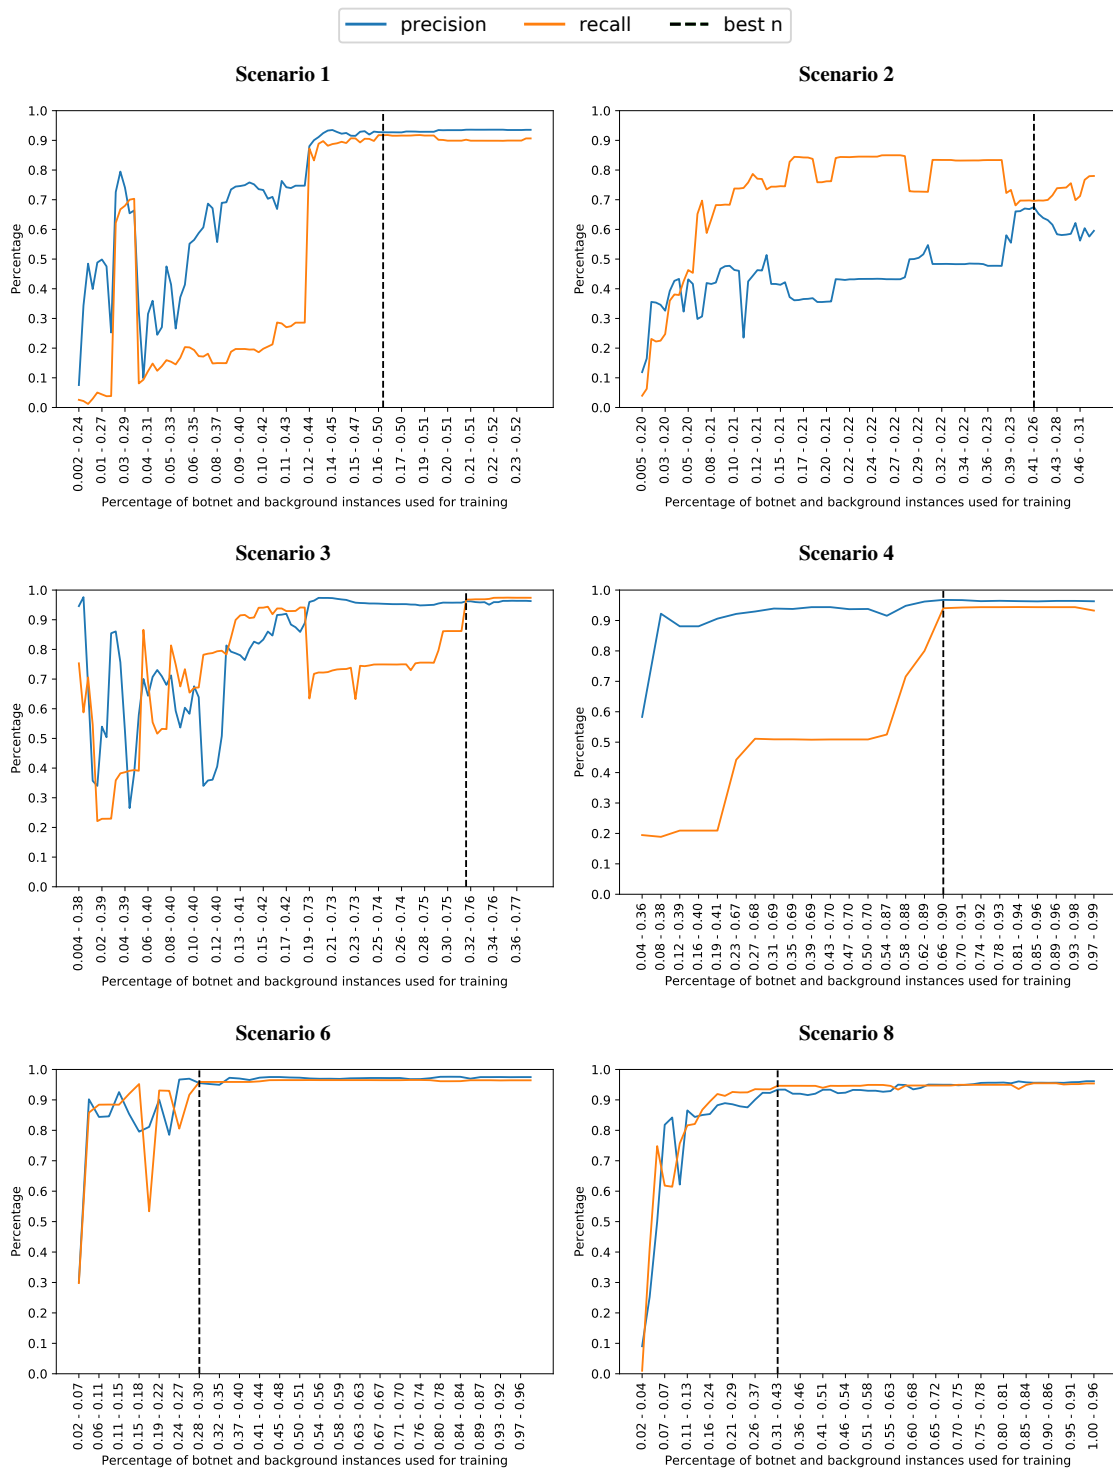 precision recall best n
Scenario 1
1.0
0.9
0.8
0.7
0.6
0.5
0.4
0.3
0.2
0.1
0.0
Percentage
0.002 - 0.24
0.01 - 0.27
0.03 - 0.29
0.04 - 0.31
0.05 - 0.33
0.06 - 0.35
0.08 - 0.37
0.09 - 0.40
0.10 - 0.42
0.11 - 0.43
0.12 - 0.44
0.14 - 0.45
0.15 - 0.47
0.16 - 0.50
0.17 - 0.50
0.19 - 0.51
0.20 - 0.51
0.21 - 0.51
0.22 - 0.52
0.23 - 0.52
Percentage of botnet and background instances used for training
Scenario 2
1.0
0.9
0.8
0.7
0.6
0.5
0.4
0.3
0.2
0.1
0.0
Percentage
0.005 - 0.20
0.03 - 0.20
0.05 - 0.20
0.08 - 0.21
0.10 - 0.21
0.12 - 0.21
0.15 - 0.21
0.17 - 0.21
0.20 - 0.21
0.22 - 0.22
0.24 - 0.22
0.27 - 0.22
0.29 - 0.22
0.32 - 0.22
0.34 - 0.22
0.36 - 0.23
0.39 - 0.23
0.41 - 0.26
0.43 - 0.28
0.46 - 0.31
Percentage of botnet and background instances used for training
Scenario 3
1.0
0.9
0.8
0.7
0.6
0.5
0.4
0.3
0.2
0.1
0.0
Percentage
0.004 - 0.38
0.02 - 0.39
0.04 - 0.39
0.06 - 0.40
0.08 - 0.40
0.10 - 0.40
0.12 - 0.40
0.13 - 0.41
0.15 - 0.42
0.17 - 0.42
0.19 - 0.73
0.21 - 0.73
0.23 - 0.74
0.25 - 0.74
0.26 - 0.74
0.28 - 0.75
0.30 - 0.75
0.32 - 0.76
0.34 - 0.76
0.36 - 0.77
Percentage of botnet and background instances used for training
Scenario 4
1.0
0.9
0.8
0.7
0.6
0.5
0.4
0.3
0.2
0.1
0.0
Percentage
0.04 - 0.36
0.08 - 0.38
0.12 - 0.39
0.16 - 0.40
0.19 - 0.41
0.23 - 0.67
0.27 - 0.68
0.31 - 0.69
0.35 - 0.69
0.39 - 0.69
0.43 - 0.70
0.47 - 0.70
0.50 - 0.70
0.54 - 0.87
0.58 - 0.88
0.62 - 0.89
0.66 - 0.90
0.70 - 0.91
0.74 - 0.92
0.78 - 0.93
0.81 - 0.94
0.85 - 0.96
0.89 - 0.96
0.93 - 0.98
0.97 - 0.99
Percentage of botnet and background instances used for training
Scenario 6
1.0
0.9
0.8
0.7
0.6
0.5
0.4
0.3
0.2
0.1
0.0
Percentage
0.02 - 0.07
0.06 - 0.11
0.11 - 0.15
0.15 - 0.18
0.19 - 0.22
0.24 - 0.27
0.28 - 0.30
0.32 - 0.35
0.37 - 0.40
0.41 - 0.44
0.45 - 0.48
0.50 - 0.51
0.54 - 0.56
0.58 - 0.59
0.63 - 0.63
0.67 - 0.67
0.71 - 0.70
0.76 - 0.74
0.80 - 0.78
0.84 - 0.84
0.89 - 0.87
0.93 - 0.92
0.97 - 0.96
Percentage of botnet and background instances used for training
Scenario 8
1.0
0.9
0.8
0.7
0.6
0.5
0.4
0.3
0.2
0.1
0.0
Percentage
0.02 - 0.04
0.07 - 0.07
0.11 - 0.13
0.16 - 0.24
0.21 - 0.29
0.26 - 0.37
0.31 - 0.43
0.36 - 0.46
0.41 - 0.51
0.46 - 0.54
0.51 - 0.58
0.55 - 0.63
0.60 - 0.68
0.65 - 0.72
0.70 - 0.75
0.75 - 0.78
0.80 - 0.81
0.85 - 0.84
0.90 - 0.86
0.95 - 0.91
1.00 - 0.96
Percentage of botnet and background instances used for training